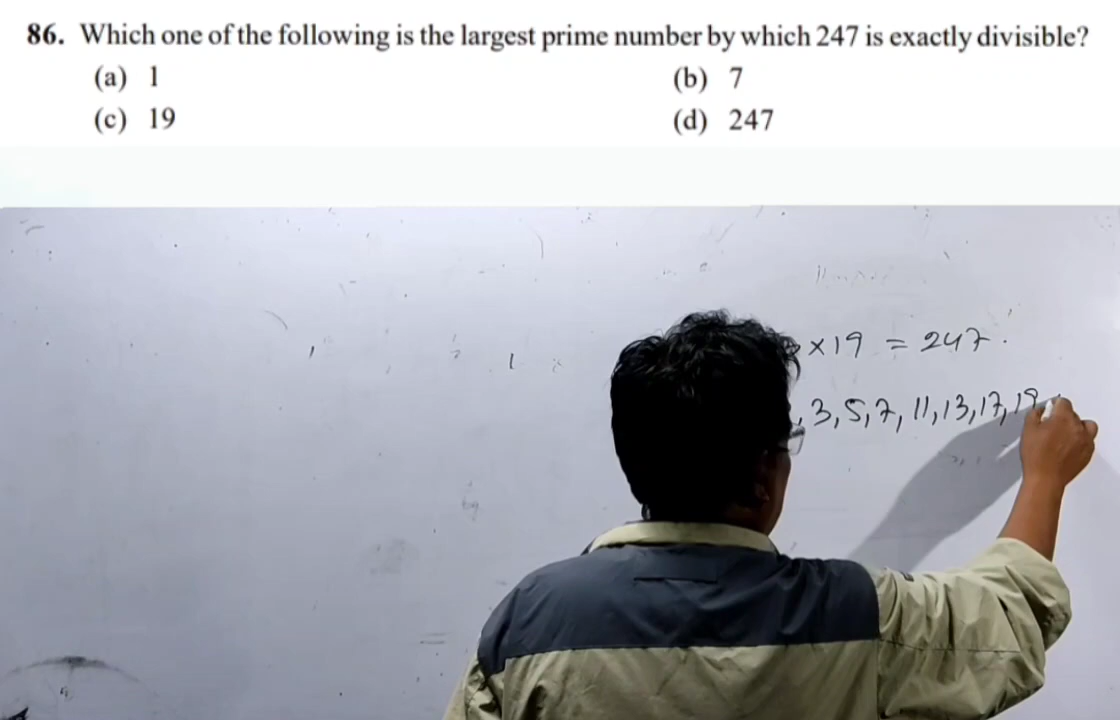 86. Which one of the following is the largest prime number by which 247 is exactly divisible?
(a) 1
(b) 7
(c) 19
(d) 247
×19 = 247.
,3,5,7,11,13,17,19